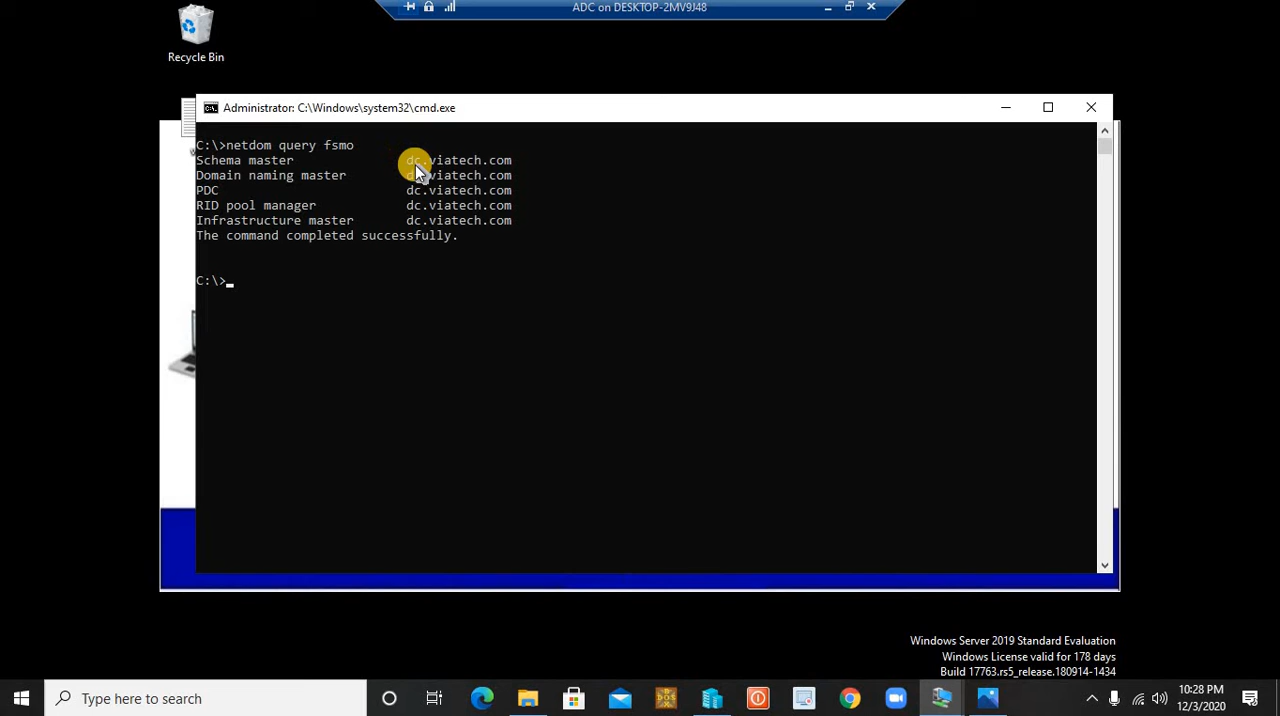 ADC on DESKTOP-2MV9J48
Recycle Bin
Administrator: C:\Windows\system32\cmd.exe
C:\>netdom query fsmo
Schema master dc.viatech.com
Domain naming master dc.viatech.com
PDC dc.viatech.com
RID pool manager dc.viatech.com
Infrastructure master dc.viatech.com
The command completed successfully.
C:\>
Windows Server 2019 Standard Evaluation
Windows License valid for 178 days
Build 17763.rs5_release.180914-1434
Type here to search
DOS
10:28 PM
12/3/2020